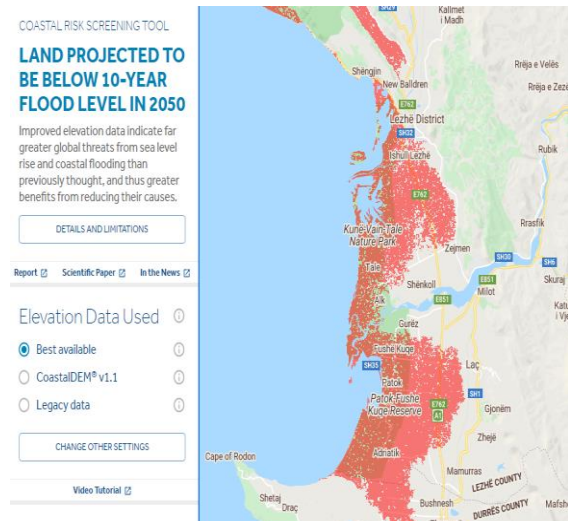 COASTAL RISK SCREENING TOOL
LAND PROJECTED TO
BE BELOW 10-YEAR
FLOOD LEVEL IN 2050
Improved elevation data indicate far
greater global threats from sea level
rise and coastal flooding than
previously thought, and thus greater
benefits from reducing their causes.
DETAILS AND LIMITATIONS
Report Scientific Paper In the News
Elevation Data Used
Best available
CoastalDEM® v1.1
Legacy data
CHANGE OTHER SETTINGS
Video Tutorial
SH29
Kallmet
i Madh
Rrëja e Velës
Shëngjin
New Balldren
Rrëja e Zezë
E762
Lezhë District
SH32
Ishull Lezhë
Rubik
E762
Kune-Vain-Tale
Nature Park
Rrasfik
Zejmen
SH30
SH6
Tale
Shënkoll
E851
Skuraj
Alk
E851
Milot
Gurëz
Fushë Kuqe
SH35
Laç
Patok
Patok-Fushe
Kuqe Reserve
E762
A1
SH1
Gjonëm
Zhejë
Adriatik
Cape of Rodon
Mamurras
LEZHË COUNTY
DURRËS COUNTY
Shetaj
Draç
Bushnesh